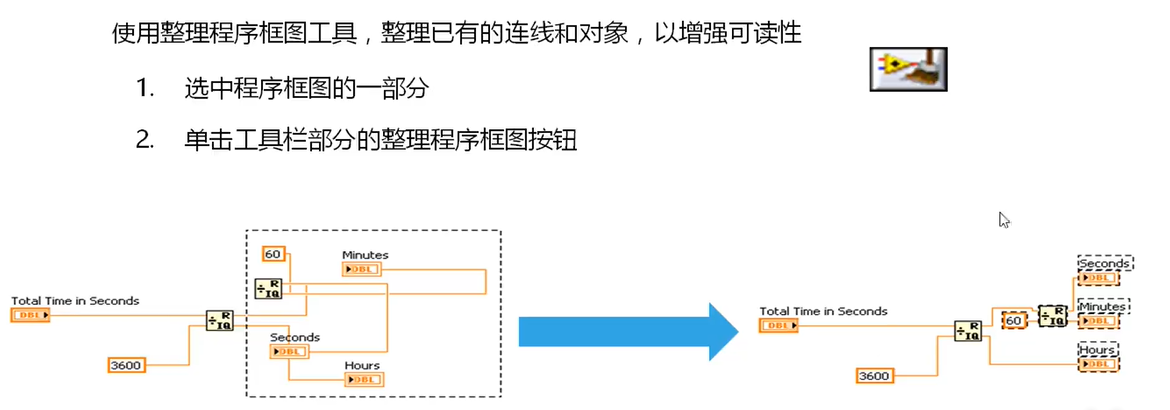 使用整理程序框图工具，整理已有的连线和对象，以增强可读性
1. 选中程序框图的一部分
2. 单击工具栏部分的整理程序框图按钮
60
Minutes
DBL
R
IQ
Total Time in Seconds
DBL
R
IQ
Seconds
DBL
3600
Hours
DBL
Seconds
DBL
Total Time in Seconds
DBL
R
IQ
60
R
IQ
Minutes
DBL
Hours
DBL
3600